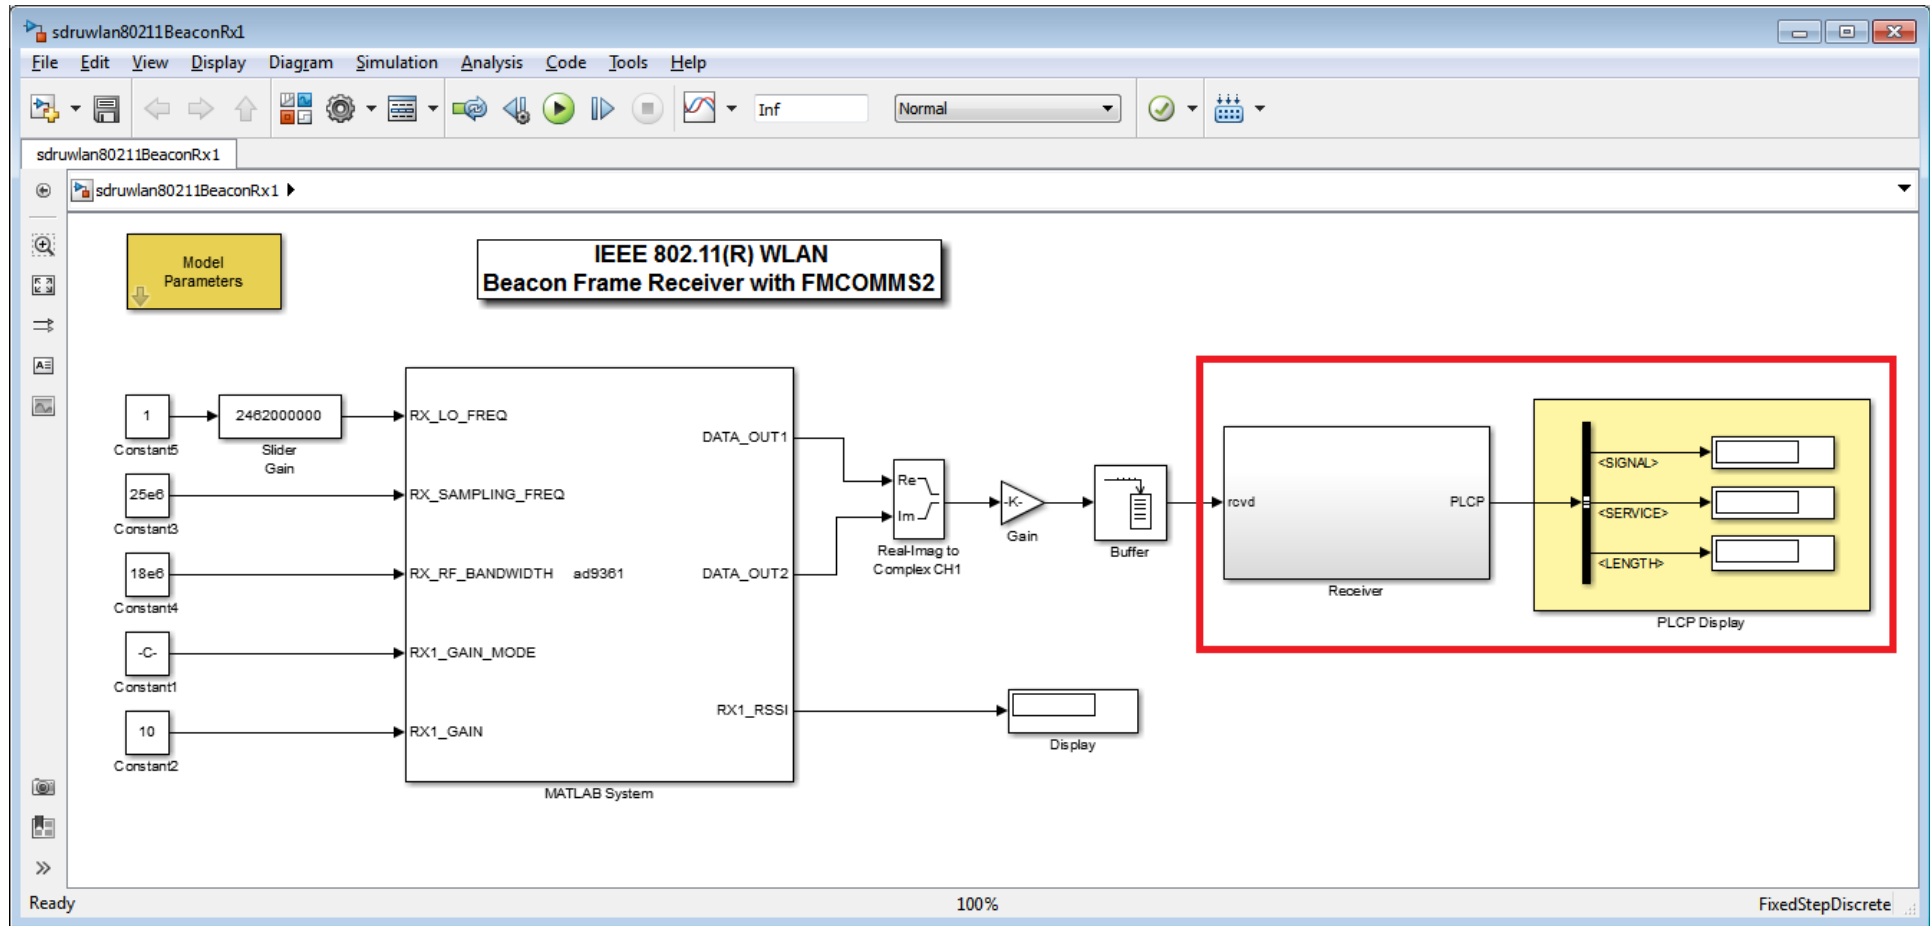 sdruwlan80211BeaconRx1
File Edit View Display Diagram Simulation Analysis Code Tools Help
Inf
Normal
sdruwlan80211BeaconRx1
sdruwlan80211BeaconRx1
Model
Parameters
IEEE 802.11(R) WLAN
Beacon Frame Receiver with FMCOMMS2
1
Constant5
2462000000
Slider
Gain
25e6
Constant3
18e6
Constant4
-C-
Constant1
10
Constant2
RX_LO_FREQ
RX_SAMPLING_FREQ
RX_RF_BANDWIDTH
RX1_GAIN_MODE
RX1_GAIN
ad9361
DATA_OUT1
DATA_OUT2
RX1_RSSI
MATLAB System
Re
Im
Real-Imag to
Complex CH1
-K-
Gain
Buffer
Display
rcvd
PLCP
Receiver
<SIGNAL>
<SERVICE>
<LENGTH>
PLCP Display
Ready
100%
FixedStepDiscrete